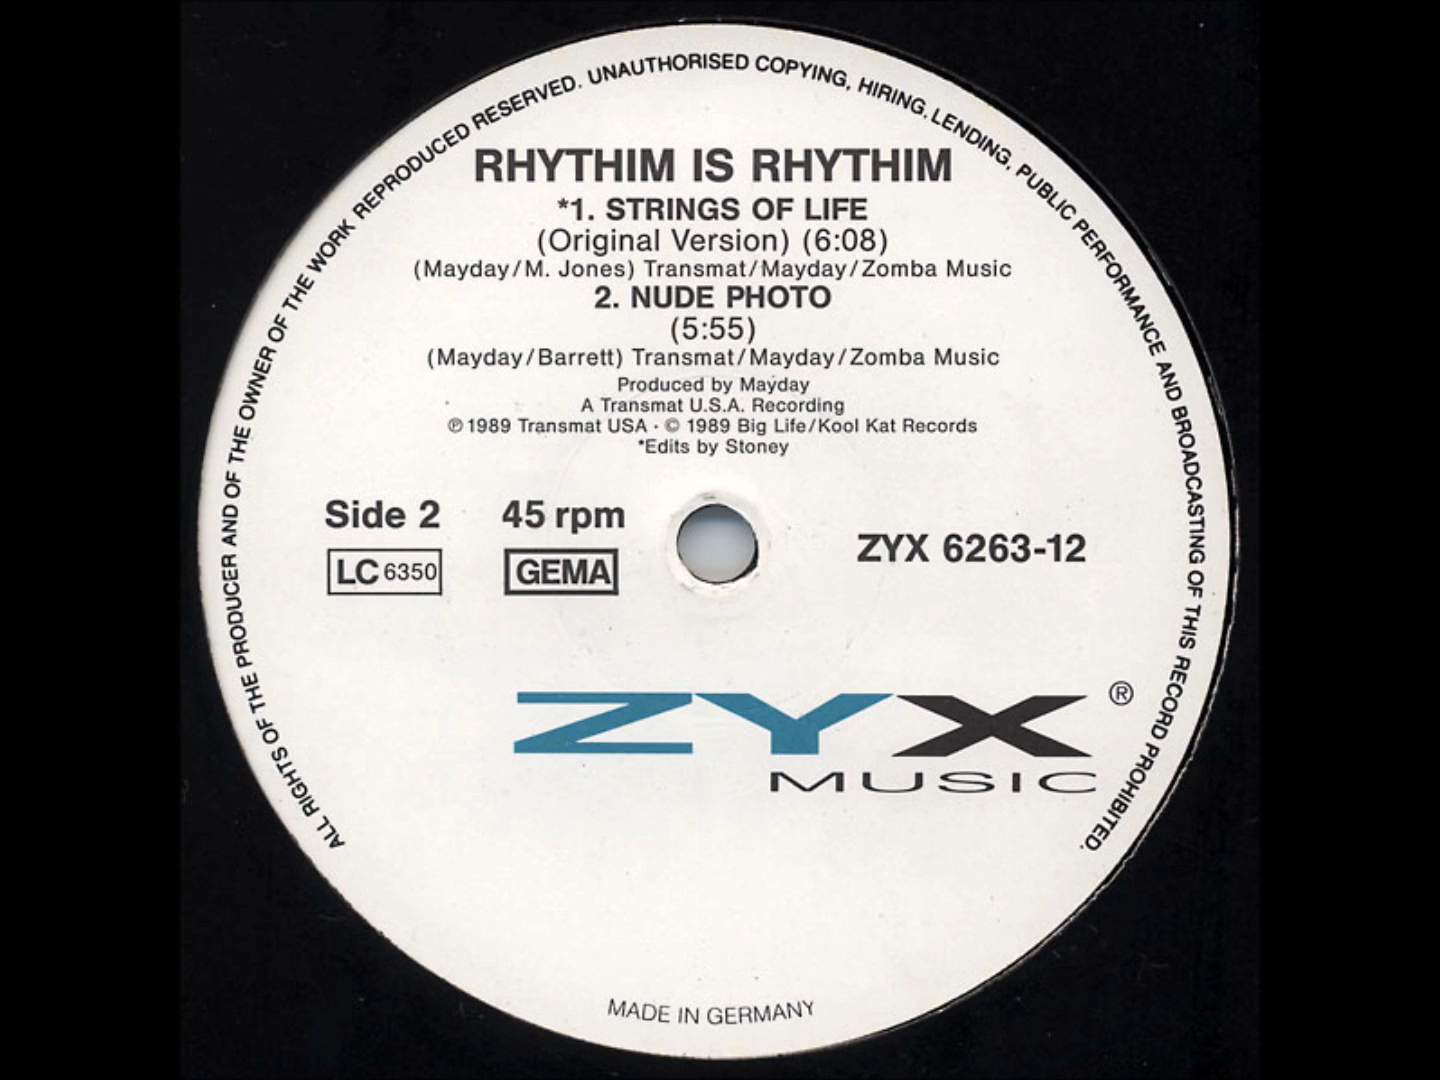 ALL RIGHTS OF THE PRODUCER AND OF THE OWNER OF THE WORK REPRODUCED RESERVED. UNAUTHORISED COPYING, HIRING, LENDING, PUBLIC PERFORMANCE AND BROADCASTING OF THIS RECORD PROHIBITED.
RHYTHIM IS RHYTHIM
*1. STRINGS OF LIFE
(Original Version) (6:08)
(Mayday/M. Jones) Transmat/Mayday/Zomba Music
2. NUDE PHOTO
(5:55)
(Mayday/Barrett) Transmat/Mayday/Zomba Music
Produced by Mayday
A Transmat U.S.A. Recording
℗ 1989 Transmat USA · © 1989 Big Life/Kool Kat Records
*Edits by Stoney
Side 2 45 rpm
ZYX 6263-12
LC 6350 GEMA
ZYX ®
MUSIC
MADE IN GERMANY